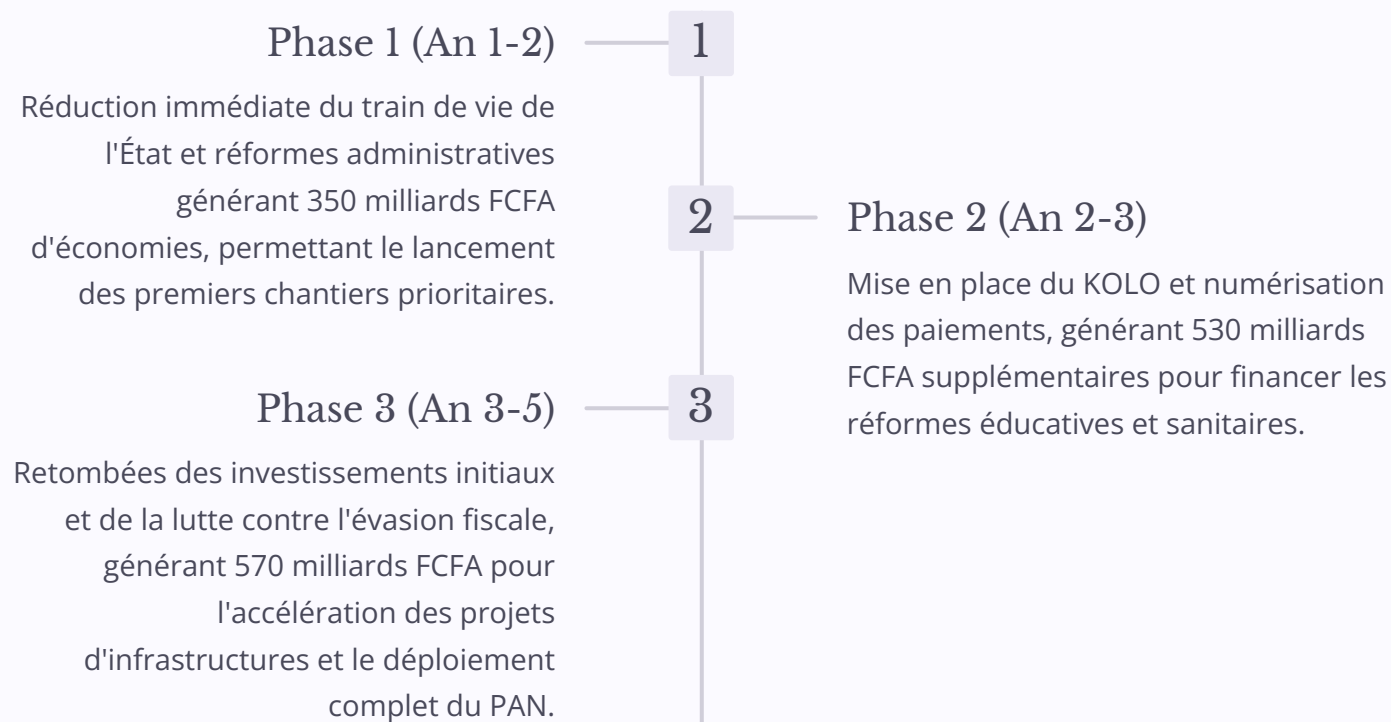 Phase 1 (An 1-2)
1
Réduction immédiate du train de vie de
l'État et réformes administratives
générant 350 milliards FCFA
d'économies, permettant le lancement
des premiers chantiers prioritaires.
2
Phase 2 (An 2-3)
Mise en place du KOLO et numérisation
des paiements, générant 530 milliards
FCFA supplémentaires pour financer les
réformes éducatives et sanitaires.
Phase 3 (An 3-5)
3
Retombées des investissements initiaux
et de la lutte contre l'évasion fiscale,
générant 570 milliards FCFA pour
l'accélération des projets
d'infrastructures et le déploiement
complet du PAN.